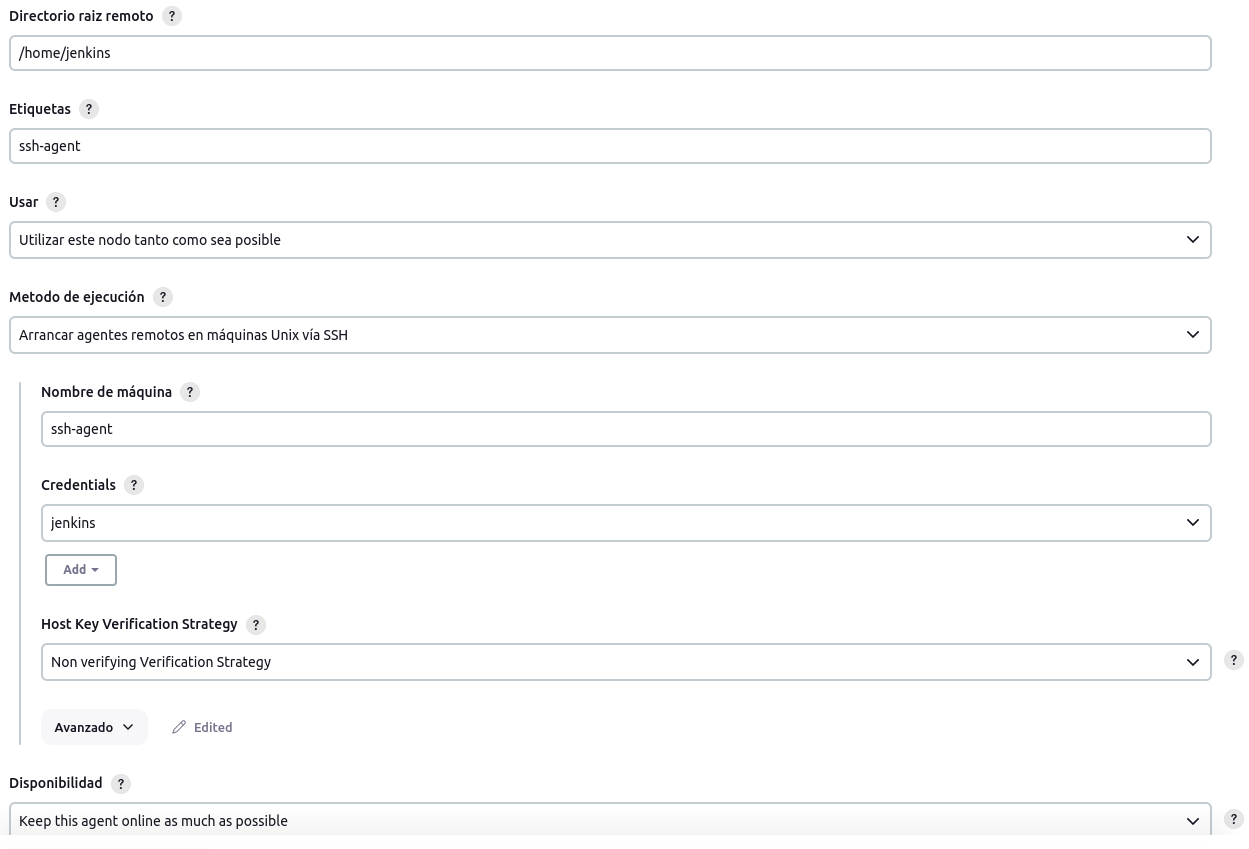 Directorio raiz remoto ?
/home/jenkins
Etiquetas ?
ssh-agent
Usar ?
Utilizar este nodo tanto como sea posible
Metodo de ejecución ?
Arrancar agentes remotos en máquinas Unix vía SSH
Nombre de máquina ?
ssh-agent
Credentials ?
jenkins
Add
Host Key Verification Strategy ?
Non verifying Verification Strategy ?
Avanzado Edited
Disponibilidad ?
Keep this agent online as much as possible ?